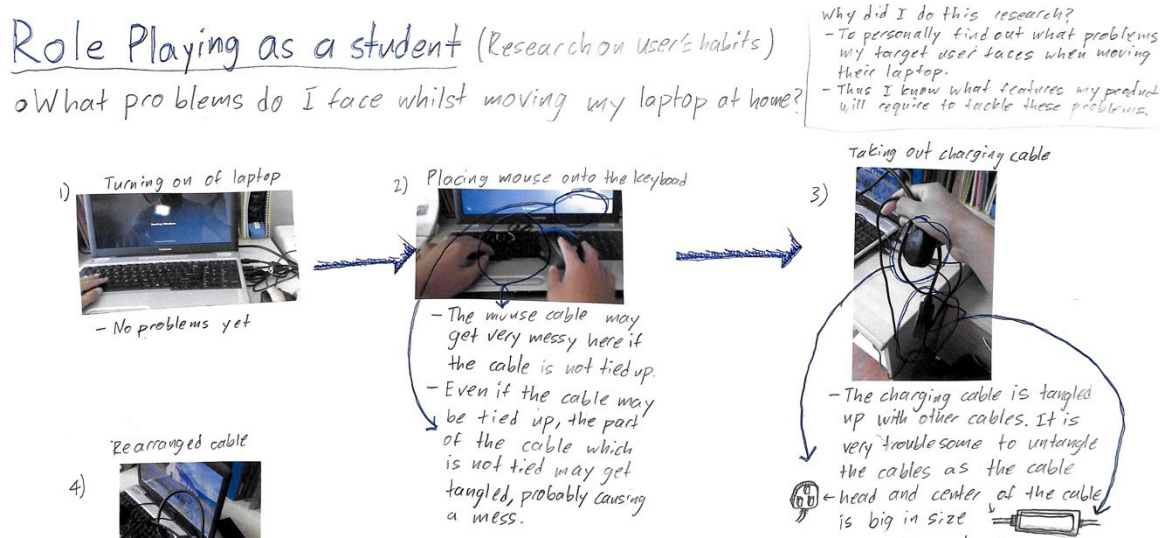 Role Playing as a student (Research on user's habits)
o What problems do I face whilst moving my laptop at home?
Why did I do this research?
- To personally find out what problems
my target user faces when moving
their laptop.
- Thus I know what features my product
will require to tackle these problems.
1) Turning on of laptop
- No problems yet
2) Placing mouse onto the keyboad
- The mouse cable may
get very messy here if
the cable is not tied up.
- Even if the cable may
be tied up, the part
of the cable which
is not tied may get
tangled, probably causing
a mess.
3) Taking out charging cable
- The charging cable is tangled
up with other cables. It is
very troublesome to untangle
the cables as the cable
head and center of the cable
is big in size
4) Rearranged cable